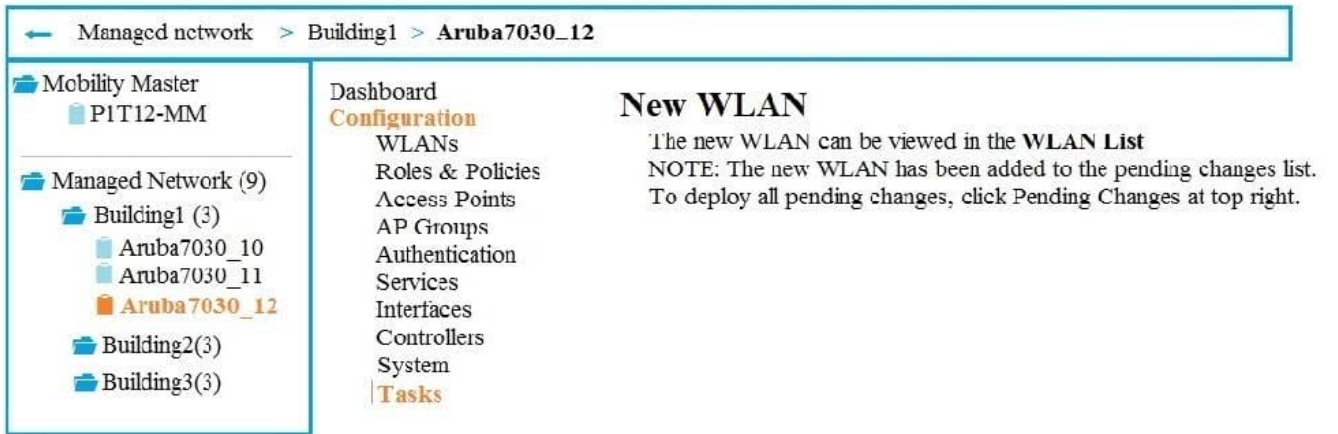 ← Managed network > Building1 > Aruba7030_12
Mobility Master
P1T12-MM
Managed Network (9)
Building1 (3)
Aruba7030_10
Aruba7030_11
Aruba7030_12
Building2(3)
Building3(3)
Dashboard
Configuration
WLANs
Roles & Policies
Access Points
AP Groups
Authentication
Services
Interfaces
Controllers
System
Tasks
New WLAN
The new WLAN can be viewed in the WLAN List
NOTE: The new WLAN has been added to the pending changes list.
To deploy all pending changes, click Pending Changes at top right.